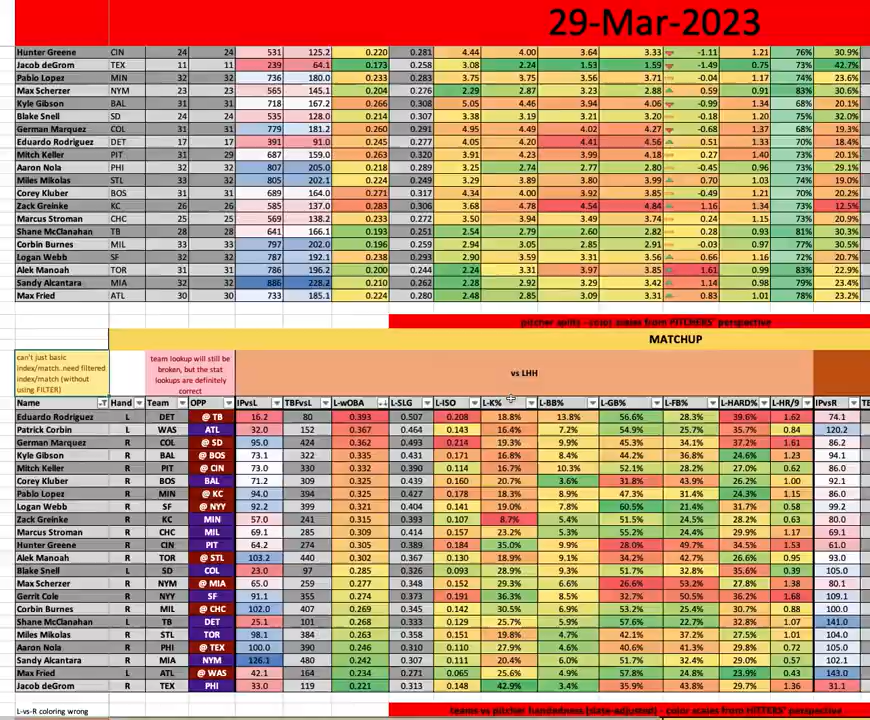 29-Mar-2023
Hunter Greene CIN 24 24 531 125.2 0.220 0.281 4.44 4.00 3.64 3.33 -1.11 1.21 76% 30.9%
Jacob deGrom TEX 11 11 239 64.1 0.173 0.258 3.08 2.24 1.53 1.59 -1.49 0.75 73% 42.7%
Pablo Lopez MIN 32 32 736 180.0 0.233 0.283 3.75 3.75 3.56 3.71 -0.04 1.17 74% 23.6%
Max Scherzer NYM 23 23 565 145.1 0.204 0.276 2.29 2.87 3.23 2.88 0.59 0.91 83% 30.6%
Kyle Gibson BAL 31 31 718 167.2 0.266 0.308 5.05 4.46 3.94 4.06 -0.99 1.34 68% 20.1%
Blake Snell SD 24 24 535 128.0 0.214 0.307 3.38 3.19 3.21 3.20 -0.18 1.20 75% 32.0%
German Marquez COL 31 31 779 181.2 0.260 0.291 4.95 4.49 4.02 4.27 -0.68 1.37 68% 19.3%
Eduardo Rodriguez DET 17 17 391 91.0 0.245 0.277 4.05 4.20 4.41 4.56 0.51 1.33 70% 18.4%
Mitch Keller PIT 31 29 687 159.0 0.263 0.320 3.91 4.23 3.99 4.18 0.27 1.40 73% 20.1%
Aaron Nola PHI 32 32 807 205.0 0.218 0.289 3.25 2.74 2.77 2.80 -0.45 0.96 73% 29.1%
Miles Mikolas STL 33 32 805 202.1 0.234 0.249 3.29 3.89 3.80 3.99 0.70 1.03 74% 19.0%
Corey Kluber BOS 31 31 689 164.0 0.271 0.317 4.34 4.00 3.92 3.85 -0.49 1.21 70% 20.2%
Zack Greinke KC 26 26 585 137.0 0.283 0.306 3.68 4.78 4.54 4.84 1.16 1.34 73% 12.5%
Marcus Stroman CHC 25 25 569 138.2 0.233 0.272 3.50 3.94 3.49 3.74 0.24 1.15 73% 20.9%
Shane McClanahan TB 28 28 641 166.1 0.193 0.251 2.54 2.79 2.60 2.82 0.28 0.93 81% 30.3%
Corbin Burnes MIL 33 33 797 202.0 0.196 0.259 2.94 3.05 2.85 2.91 -0.03 0.97 77% 30.5%
Logan Webb SF 32 32 787 192.1 0.238 0.293 2.90 3.59 3.31 3.56 0.66 1.16 72% 20.7%
Alek Manoah TOR 31 31 786 196.2 0.200 0.244 2.24 3.31 3.97 3.85 1.61 0.99 83% 22.9%
Sandy Alcantara MIA 32 32 886 228.2 0.211 0.262 2.28 2.92 3.29 3.42 1.14 0.98 79% 23.4%
Max Fried ATL 30 30 733 185.1 0.224 0.280 2.48 2.85 3.09 3.31 0.83 1.01 78% 23.2%
pitcher splits - color scales from PITCHERS' perspective
MATCHUP
can't just basic
index/match..need filtered
index/match (without
using FILTER)
team lookup will still be
broken, but the stat
lookups are definitely
correct
vs LHH
Name Hand Team OPP IPvsL TBFvsL L-wOBA L-SLG L-ISO L-K% L-BB% L-GB% L-FB% L-HARD% L-HR/9 IPvsR
Eduardo Rodriguez L DET @ TB 16.2 80 0.393 0.507 0.208 18.8% 13.8% 56.6% 28.3% 39.6% 1.62 74.1
Patrick Corbin L WAS ATL 32.0 152 0.367 0.464 0.143 16.4% 7.2% 54.9% 25.7% 35.7% 0.84 120.2
German Marquez R COL @ SD 95.0 424 0.362 0.493 0.214 19.3% 9.9% 45.3% 34.1% 37.2% 1.61 86.2
Kyle Gibson R BAL @ BOS 73.1 322 0.335 0.431 0.171 16.8% 8.4% 44.2% 36.8% 24.6% 1.23 94.1
Mitch Keller R PIT @ CIN 73.0 330 0.332 0.390 0.114 16.7% 10.3% 52.1% 28.2% 27.0% 0.62 86.0
Corey Kluber R BOS BAL 71.2 309 0.325 0.439 0.160 20.7% 3.6% 31.8% 43.9% 26.2% 1.00 92.1
Pablo Lopez R MIN @ KC 94.0 394 0.325 0.427 0.178 18.3% 8.9% 47.3% 31.4% 24.3% 1.15 86.0
Logan Webb R SF @ NYY 92.2 399 0.321 0.404 0.141 19.0% 7.8% 60.5% 21.4% 31.7% 0.58 99.2
Zack Greinke R KC MIN 57.0 241 0.315 0.393 0.107 8.7% 5.4% 51.5% 24.5% 28.2% 0.63 80.0
Marcus Stroman R CHC MIL 69.1 285 0.309 0.414 0.157 23.2% 5.3% 55.2% 24.4% 29.9% 1.17 69.1
Hunter Greene R CIN PIT 64.2 274 0.305 0.389 0.184 35.0% 9.9% 28.0% 49.7% 34.5% 1.53 61.0
Alek Manoah R TOR @ STL 103.2 440 0.302 0.367 0.130 18.9% 9.1% 34.2% 42.7% 26.6% 0.95 93.0
Blake Snell L SD COL 23.0 97 0.285 0.326 0.093 28.9% 9.3% 51.7% 33.3% 35.6% 0.39 105.0
Max Scherzer R NYM @ MIA 65.0 259 0.277 0.348 0.152 29.3% 6.6% 26.6% 53.2% 27.8% 1.38 80.1
Gerrit Cole R NYY SF 91.1 355 0.274 0.373 0.191 36.3% 8.5% 32.7% 50.5% 36.2% 1.68 109.1
Corbin Burnes R MIL @ CHC 102.0 407 0.269 0.345 0.142 30.5% 6.9% 53.2% 25.4% 30.7% 0.88 100.0
Shane McClanahan L TB DET 25.1 101 0.268 0.333 0.129 25.7% 5.9% 57.6% 22.7% 32.8% 1.07 141.0
Miles Mikolas R STL TOR 98.1 384 0.263 0.358 0.151 19.8% 4.7% 42.1% 37.2% 27.5% 1.01 104.0
Aaron Nola R PHI @ TEX 100.0 390 0.246 0.310 0.110 27.9% 4.1% 45.2% 32.6% 29.8% 0.72 105.0
Sandy Alcantara R MIA NYM 126.1 480 0.242 0.307 0.111 20.4% 6.0% 51.7% 32.4% 29.0% 0.57 102.1
Max Fried L ATL @ WAS 42.1 164 0.234 0.271 0.065 25.6% 4.9% 57.5% 24.8% 23.9% 0.43 143.0
Jacob deGrom R TEX PHI 33.0 119 0.221 0.313 0.148 42.9% 3.4% 35.9% 43.8% 29.7% 1.36 31.1
L-vs-R coloring wrong
teams vs pitcher handedness (date-adjusted) - color scales from HITTERS' perspective